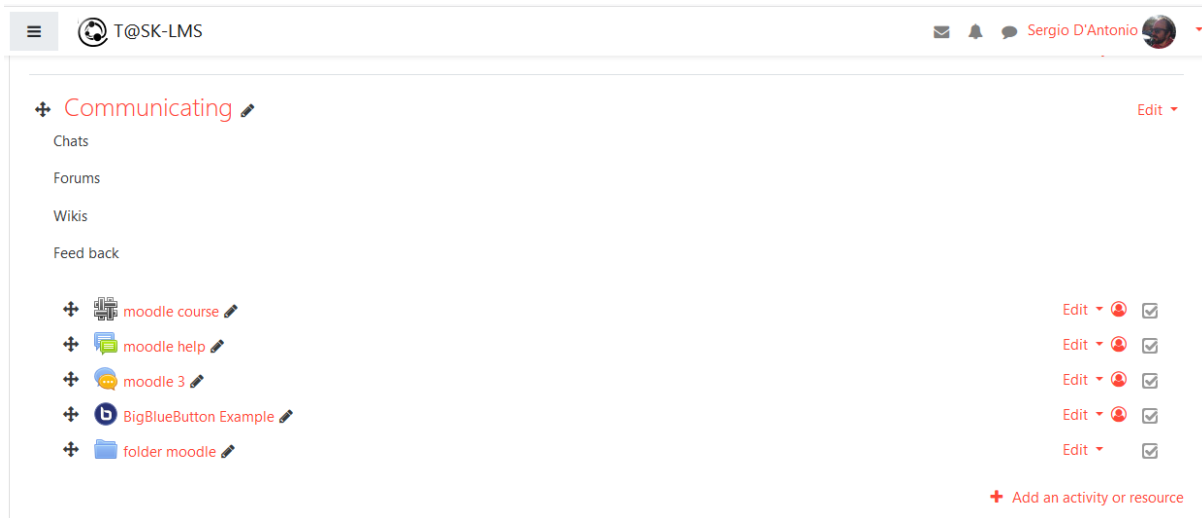 T@SK-LMS Sergio D'Antonio
Communicating Edit
Chats
Forums
Wikis
Feed back
moodle course Edit
moodle help Edit
moodle 3 Edit
BigBlueButton Example Edit
folder moodle Edit
Add an activity or resource